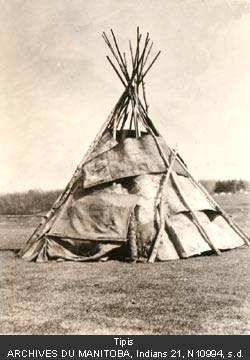 Tipis
ARCHIVES DU MANITOBA, Indians 21, N10994, s.d.